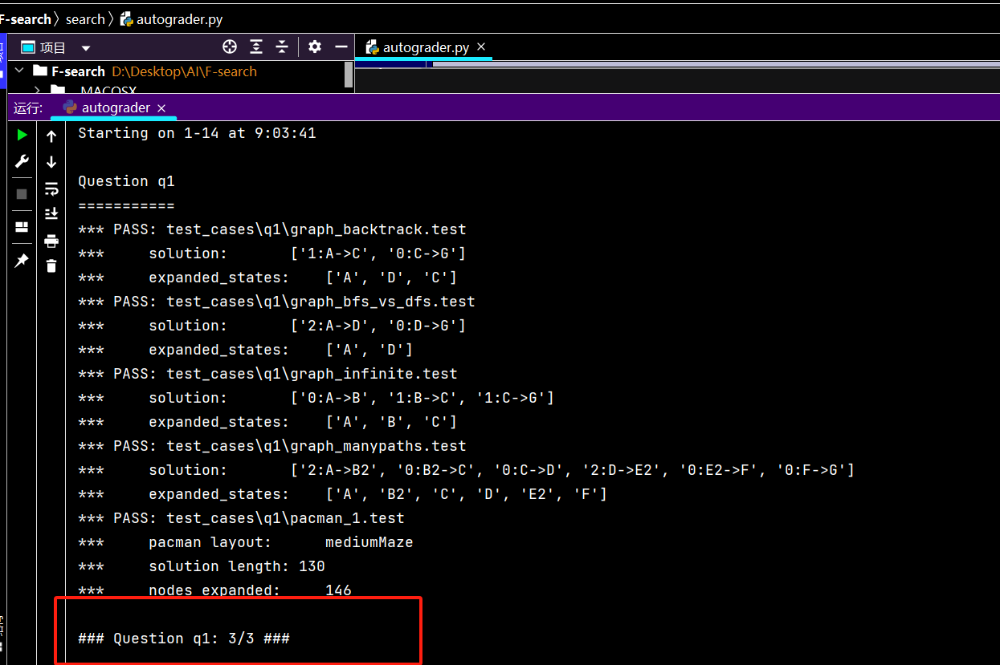 F-search 〉 search 〉 autograder.py
项目
autograder.py ×
F-search D:\Desktop\AI\F-search
MACOSX
运行: autograder ×
Starting on 1-14 at 9:03:41
Question q1
===========
*** PASS: test_cases\q1\graph_backtrack.test
*** solution: ['1:A->C', '0:C->G']
*** expanded_states: ['A', 'D', 'C']
*** PASS: test_cases\q1\graph_bfs_vs_dfs.test
*** solution: ['2:A->D', '0:D->G']
*** expanded_states: ['A', 'D']
*** PASS: test_cases\q1\graph_infinite.test
*** solution: ['0:A->B', '1:B->C', '1:C->G']
*** expanded_states: ['A', 'B', 'C']
*** PASS: test_cases\q1\graph_manypaths.test
*** solution: ['2:A->B2', '0:B2->C', '0:C->D', '2:D->E2', '0:E2->F', '0:F->G']
*** expanded_states: ['A', 'B2', 'C', 'D', 'E2', 'F']
*** PASS: test_cases\q1\pacman_1.test
*** pacman layout: mediumMaze
*** solution length: 130
*** nodes expanded: 146
### Question q1: 3/3 ###